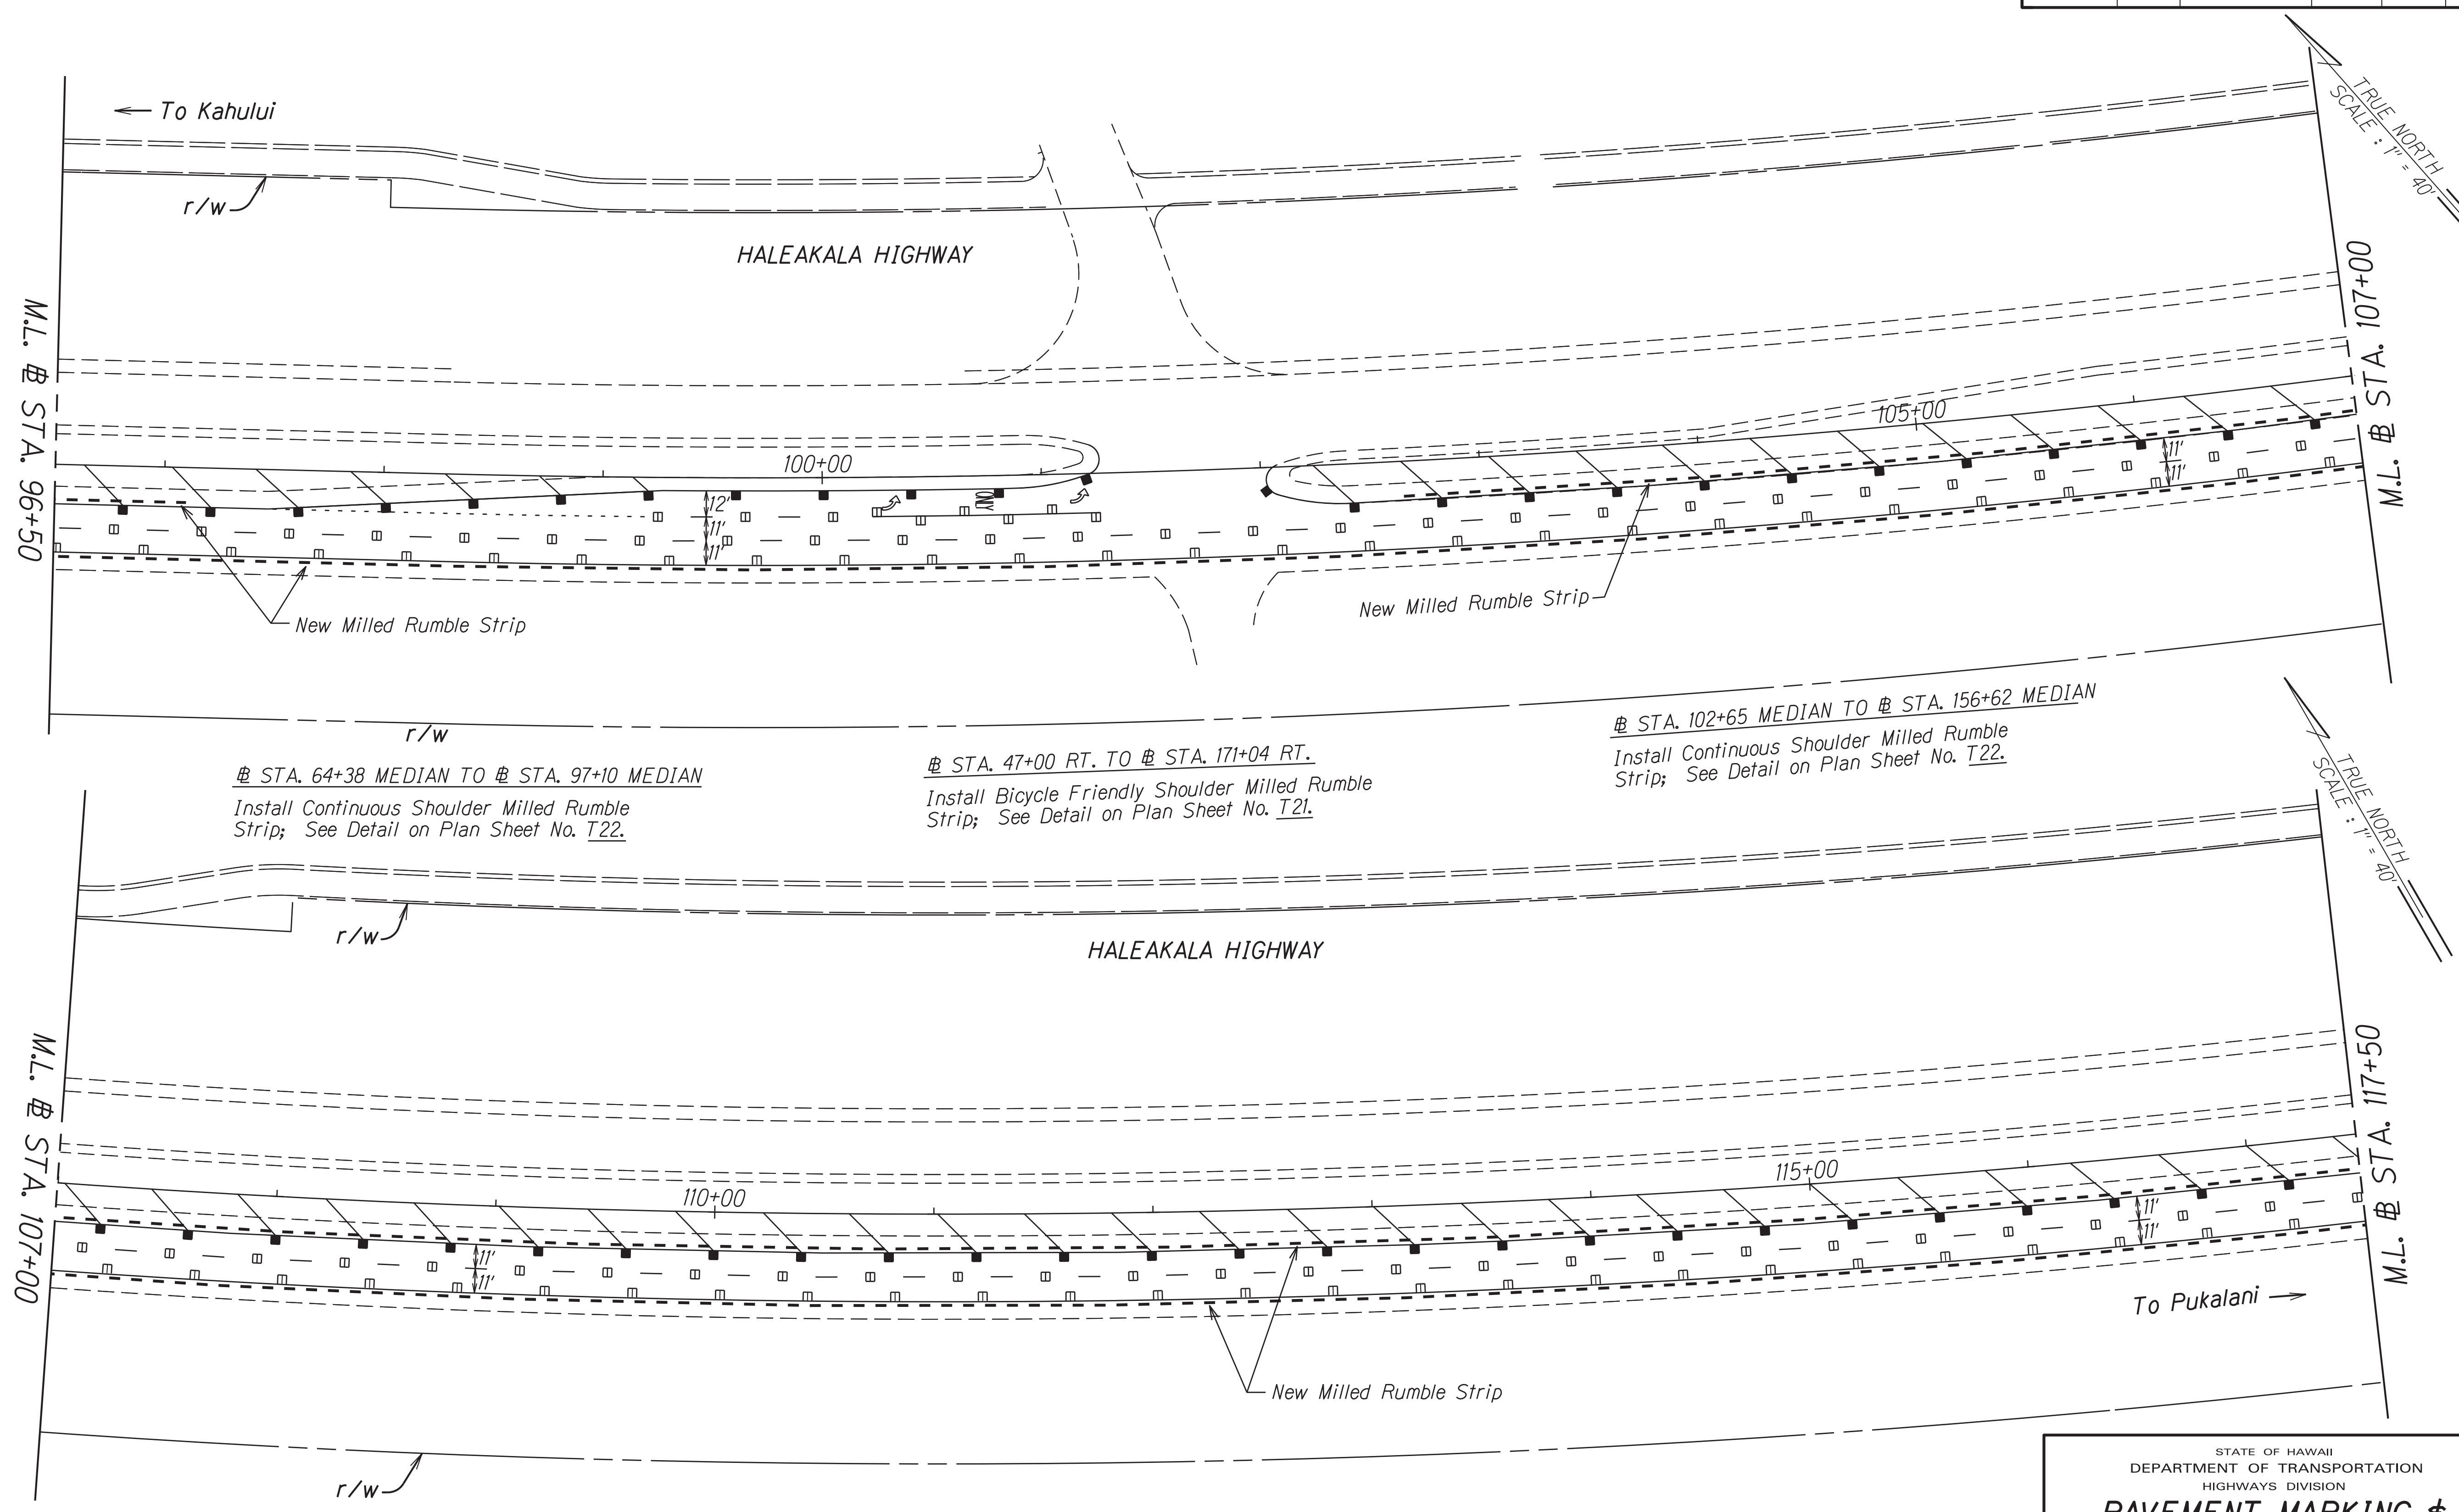 To Kahului
r/w
HALEAKALA HIGHWAY
TRUE NORTH
SCALE : 1" = 40'
M.L. ⅊ STA. 96+50
M.L. ⅊ STA. 107+00
100+00
105+00
12'
11'
11'
11'
11'
New Milled Rumble Strip
New Milled Rumble Strip
r/w
⅊ STA. 64+38 MEDIAN TO ⅊ STA. 97+10 MEDIAN
Install Continuous Shoulder Milled Rumble
Strip; See Detail on Plan Sheet No. T22.
⅊ STA. 47+00 RT. TO ⅊ STA. 171+04 RT.
Install Bicycle Friendly Shoulder Milled Rumble
Strip; See Detail on Plan Sheet No. T21.
⅊ STA. 102+65 MEDIAN TO ⅊ STA. 156+62 MEDIAN
Install Continuous Shoulder Milled Rumble
Strip; See Detail on Plan Sheet No. T22.
TRUE NORTH
SCALE : 1" = 40'
r/w
HALEAKALA HIGHWAY
M.L. ⅊ STA. 107+00
M.L. ⅊ STA. 117+50
110+00
115+00
11'
11'
11'
11'
To Pukalani
New Milled Rumble Strip
r/w
STATE OF HAWAII
DEPARTMENT OF TRANSPORTATION
HIGHWAYS DIVISION
PAVEMENT MARKING &